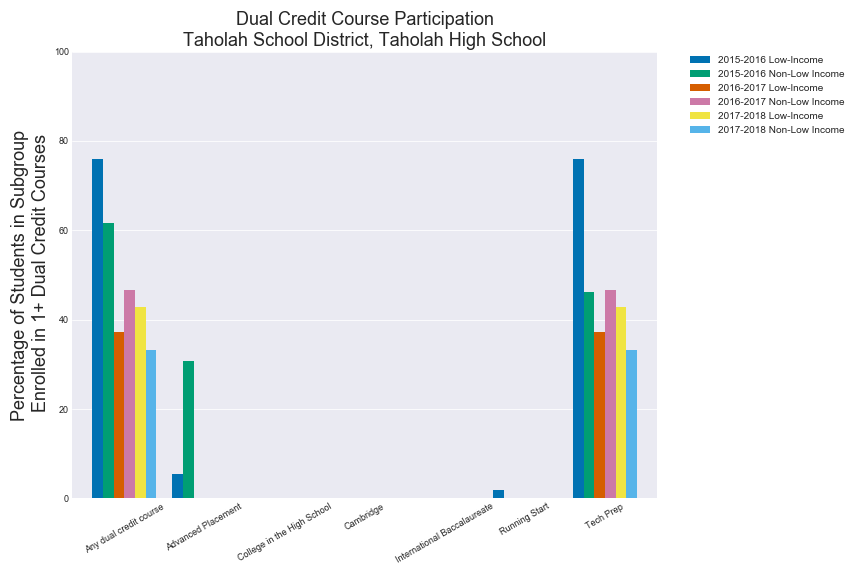 Dual Credit Course Participation
Taholah School District, Taholah High School
Percentage of Students in Subgroup
Enrolled in 1+ Dual Credit Courses
100
80
60
40
20
0
Any dual credit course
Advanced Placement
College in the High School
Cambridge
International Baccalaureate
Running Start
Tech Prep
2015-2016 Low-Income
2015-2016 Non-Low Income
2016-2017 Low-Income
2016-2017 Non-Low Income
2017-2018 Low-Income
2017-2018 Non-Low Income